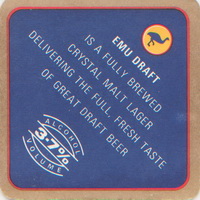 EMU DRAFT
IS A FULLY BREWED
CRYSTAL MALT LAGER
DELIVERING THE FULL, FRESH TASTE
OF GREAT DRAFT BEER
ALCOHOL
3·7%
VOLUME